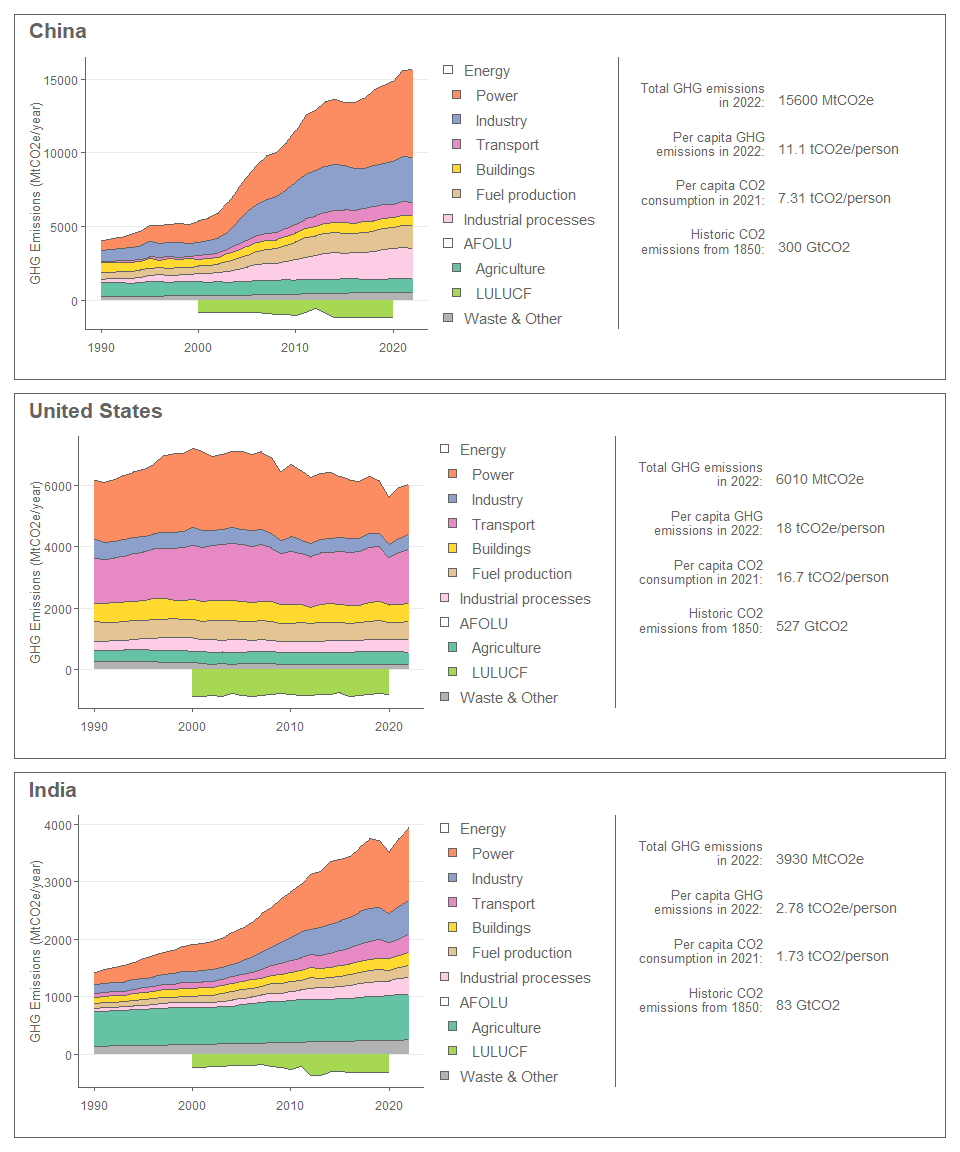 China
GHG Emissions (MtCO2e/year)
15000
10000
5000
0
1990
2000
2010
2020
Energy
Power
Industry
Transport
Buildings
Fuel production
Industrial processes
AFOLU
Agriculture
LULUCF
Waste & Other
Total GHG emissions
in 2022:
15600 MtCO2e
Per capita GHG
emissions in 2022:
11.1 tCO2e/person
Per capita CO2
consumption in 2021:
7.31 tCO2/person
Historic CO2
emissions from 1850:
300 GtCO2
United States
GHG Emissions (MtCO2e/year)
6000
4000
2000
0
1990
2000
2010
2020
Energy
Power
Industry
Transport
Buildings
Fuel production
Industrial processes
AFOLU
Agriculture
LULUCF
Waste & Other
Total GHG emissions
in 2022:
6010 MtCO2e
Per capita GHG
emissions in 2022:
18 tCO2e/person
Per capita CO2
consumption in 2021:
16.7 tCO2/person
Historic CO2
emissions from 1850:
527 GtCO2
India
GHG Emissions (MtCO2e/year)
4000
3000
2000
1000
0
1990
2000
2010
2020
Energy
Power
Industry
Transport
Buildings
Fuel production
Industrial processes
AFOLU
Agriculture
LULUCF
Waste & Other
Total GHG emissions
in 2022:
3930 MtCO2e
Per capita GHG
emissions in 2022:
2.78 tCO2e/person
Per capita CO2
consumption in 2021:
1.73 tCO2/person
Historic CO2
emissions from 1850:
83 GtCO2